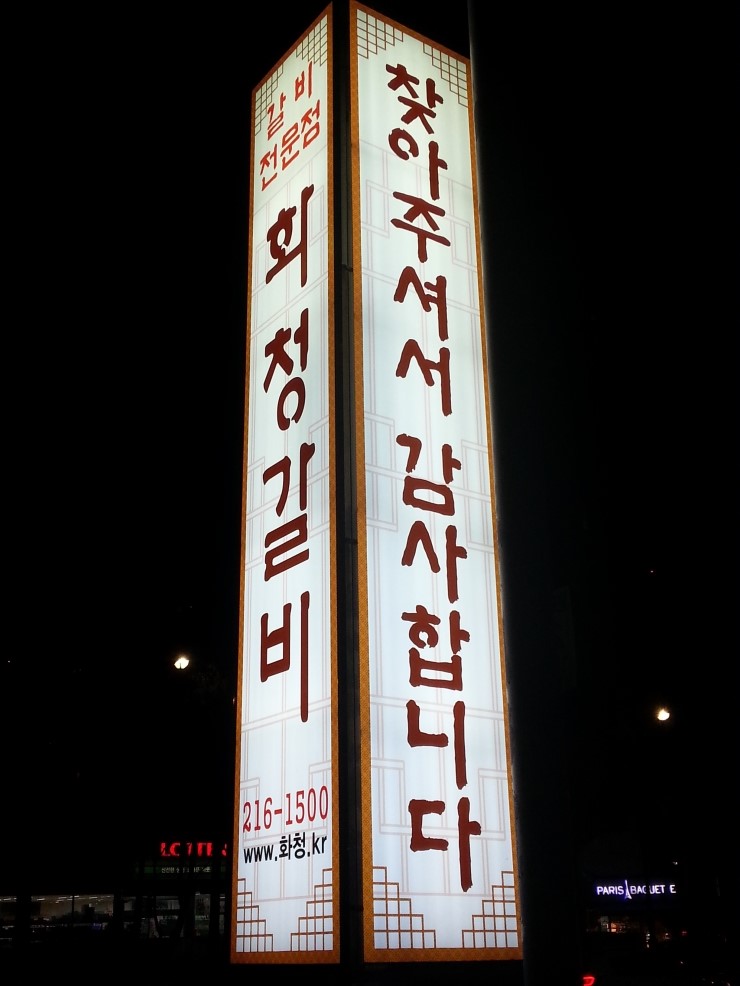 갈비
전문점
화청갈비
216-1500
www.화청.kr
찾아주셔서 감사합니다
PARIS BAGUETTE